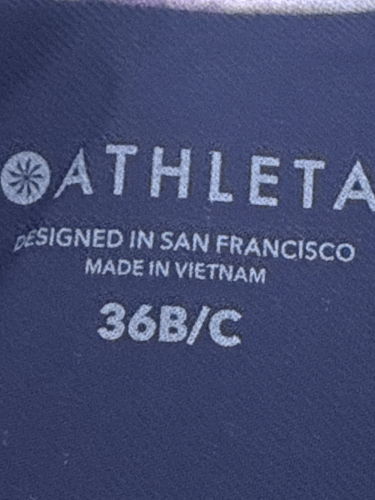 ATHLETA
DESIGNED IN SAN FRANCISCO
MADE IN VIETNAM
36B/C